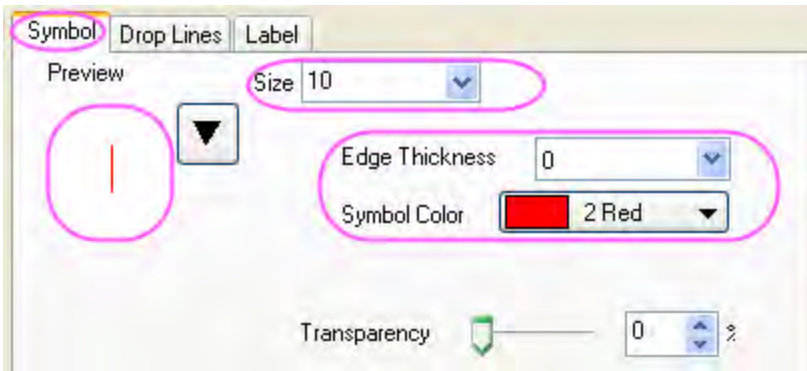 Symbol Drop Lines Label
Preview Size 10
Edge Thickness 0
Symbol Color 2 Red
Transparency 0 %